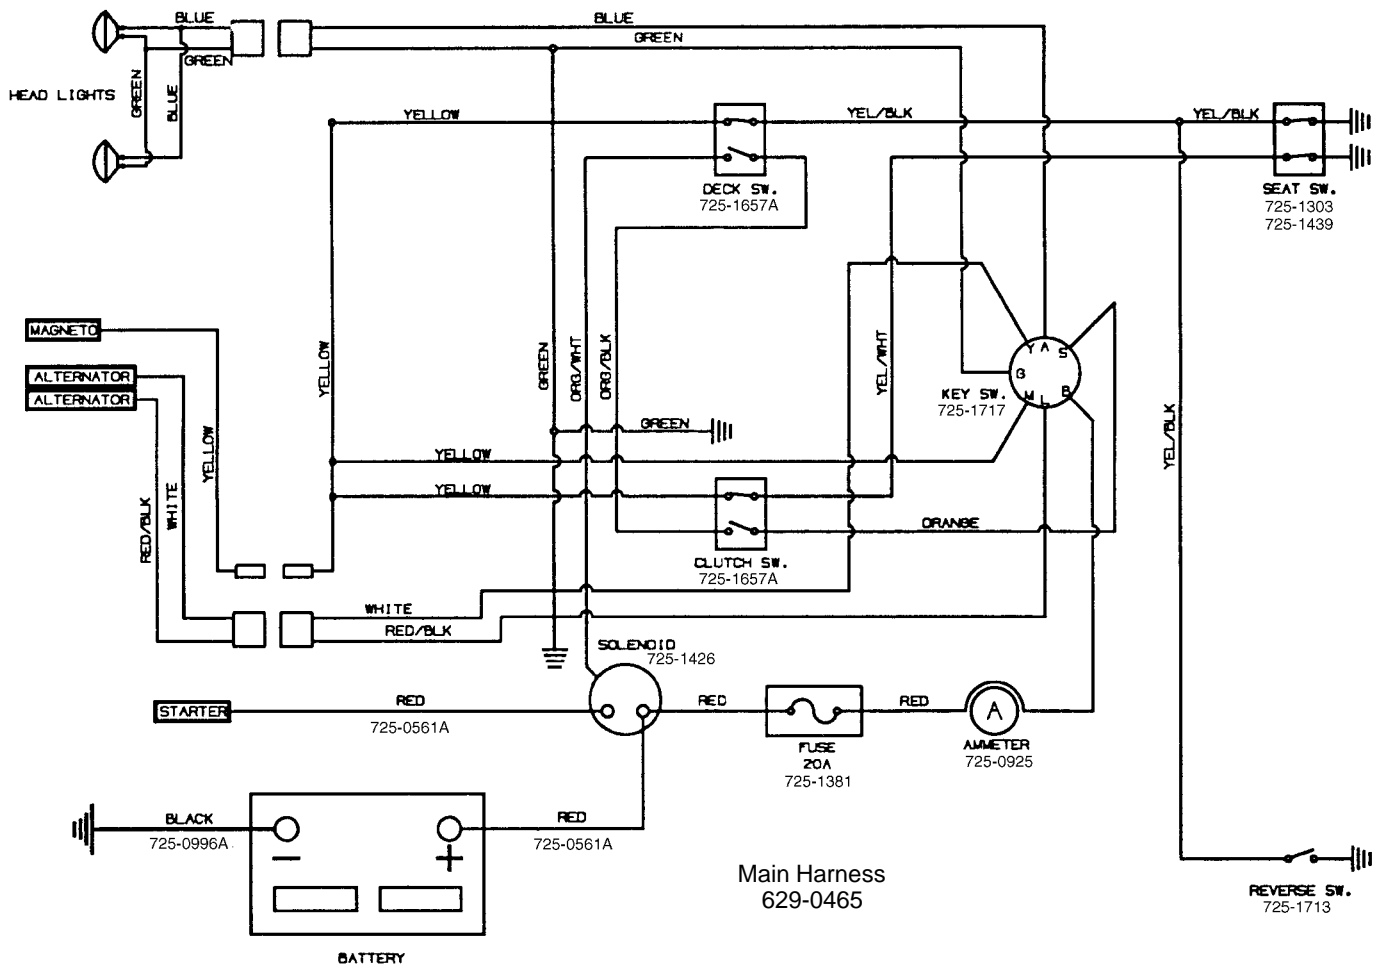 BLUE
BLUE
GREEN
GREEN
HEAD LIGHTS
GREEN
BLUE
YELLOW
YEL/BLK
YEL/BLK
DECK SW.
725-1657A
SEAT SW.
725-1303
725-1439
MAGNETO
ALTERNATOR
ALTERNATOR
YELLOW
GREEN
ORG/WHT
ORG/BLK
YEL/WHT
Y A S
G
M L B
KEY SW.
725-1717
YEL/BLK
GREEN
YELLOW
YELLOW
YELLOW
RED/BLK
WHITE
ORANGE
CLUTCH SW.
725-1657A
WHITE
RED/BLK
SOLENOID
725-1426
STARTER
RED
725-0561A
RED
RED
A
FUSE
20A
725-1381
AMMETER
725-0925
BLACK
725-0996A
RED
725-0561A
− +
BATTERY
Main Harness
629-0465
REVERSE SW.
725-1713